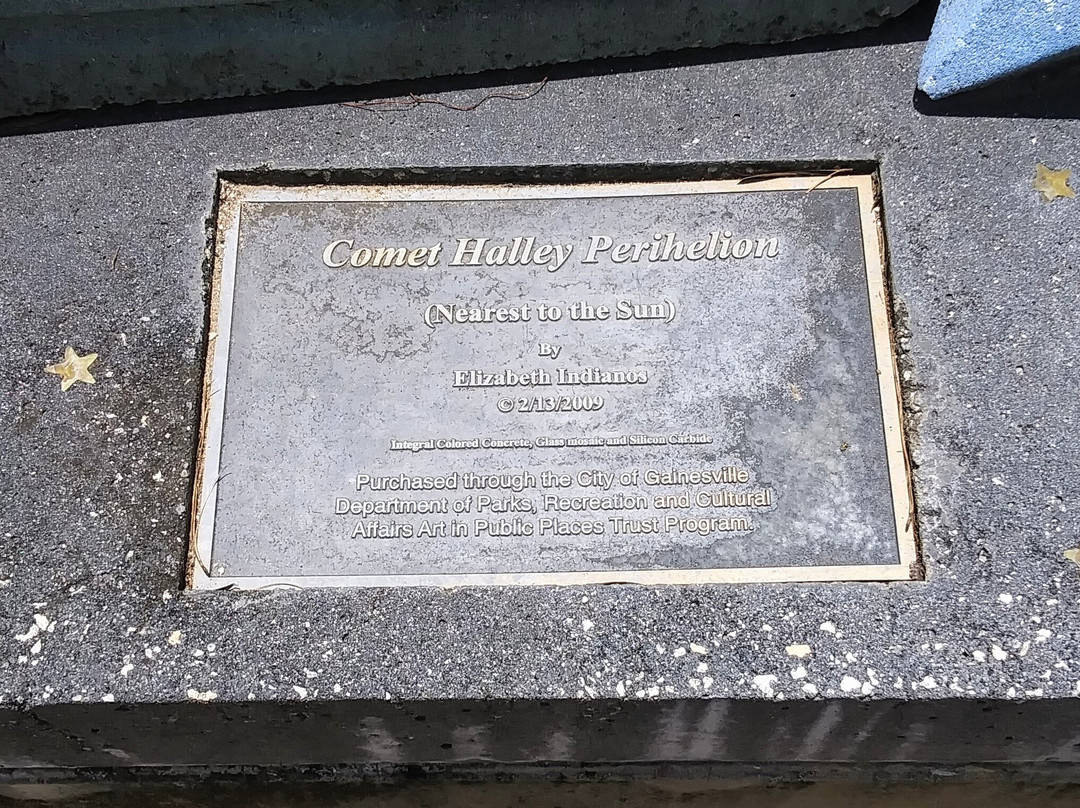 Comet Halley Perihelion
(Nearest to the Sun)
By
Elizabeth Indianos
© 2/13/2009
Integral Colored Concrete, Glass mosaic and Silicon Carbide
Purchased through the City of Gainesville
Department of Parks, Recreation and Cultural
Affairs Art in Public Places Trust Program.